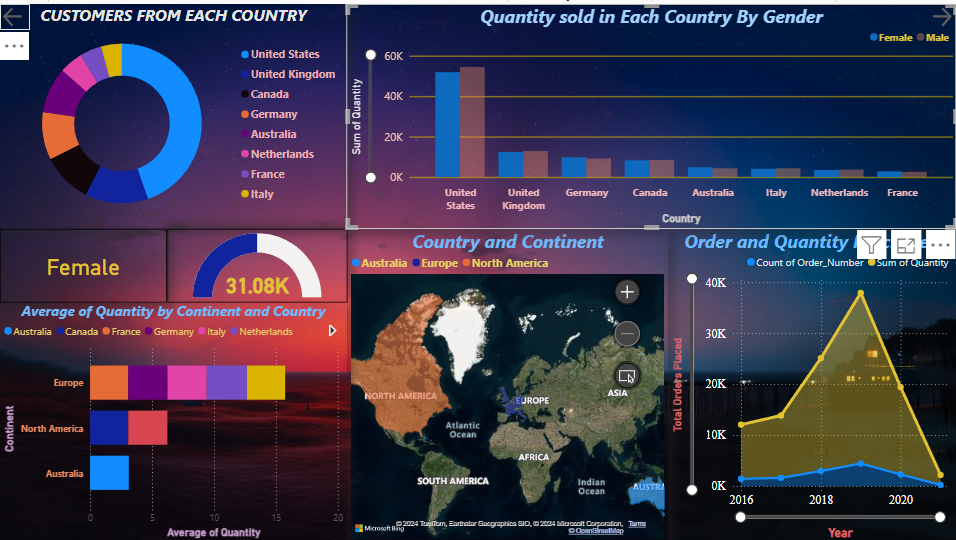 CUSTOMERS FROM EACH COUNTRY
United States
United Kingdom
Canada
Germany
Australia
Netherlands
France
Italy
Quantity sold in Each Country By Gender
Female
Male
Sum of Quantity
60K
40K
20K
0K
United
States
United
Kingdom
Germany
Canada
Australia
Italy
Netherlands
France
Country
Female
31.08K
Average of Quantity by Continent and Country
Australia
Canada
France
Germany
Italy
Netherlands
Continent
Europe
North America
Australia
0
5
10
15
20
Average of Quantity
Country and Continent
Australia
Europe
North America
NORTH AMERICA
EUROPE
ASIA
Atlantic
Ocean
AFRICA
SOUTH AMERICA
Indian
Ocean
AUSTRA
Microsoft Bing
© 2024 TomTom, Earthstar Geographics SIO, © 2024 Microsoft Corporation, Terms
© OpenStreetMap
Order and Quantity
Count of Order_Number
Sum of Quantity
Total Orders Placed
40K
30K
20K
10K
0K
2016
2018
2020
Year